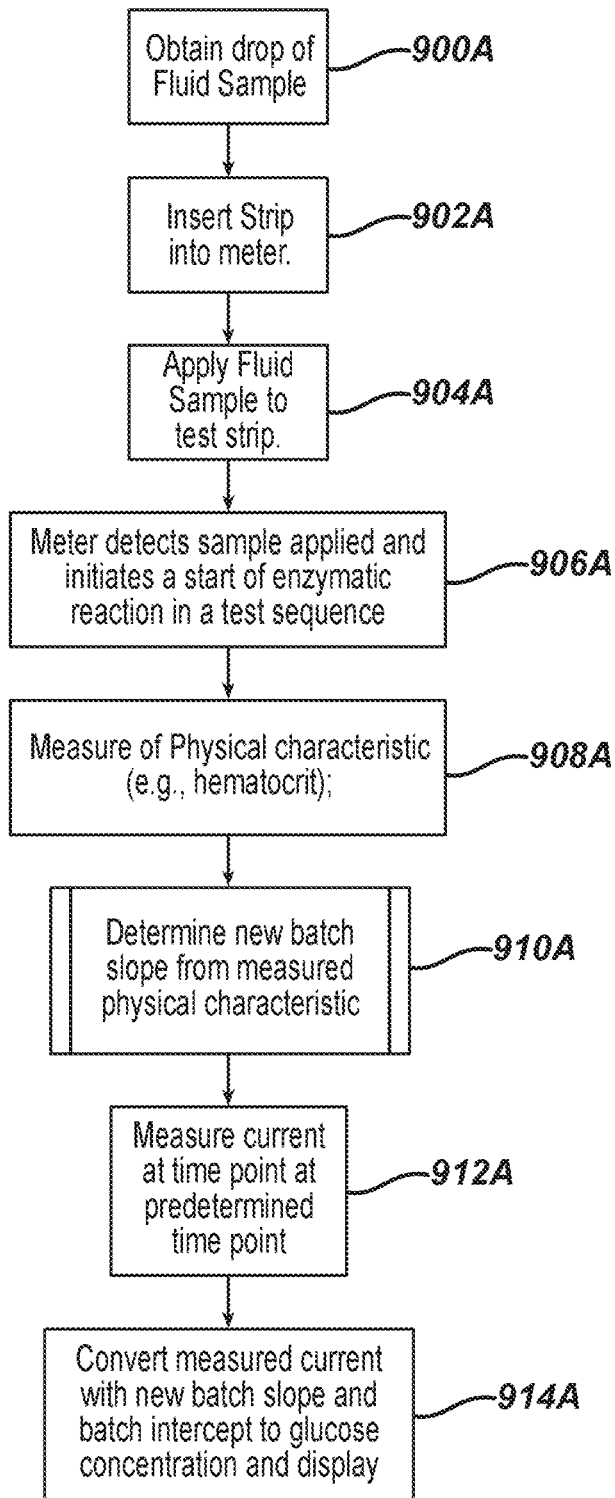 Obtain drop of
Fluid Sample
900A
Insert Strip
into meter.
902A
Apply Fluid
Sample to
test strip.
904A
Meter detects sample applied and
initiates a start of enzymatic
reaction in a test sequence
906A
Measure of Physical characteristic
(e.g., hematocrit);
908A
Determine new batch
slope from measured
physical characteristic
910A
Measure current
at time point at
predetermined
time point
912A
Convert measured current
with new batch slope and
batch intercept to glucose
concentration and display
914A